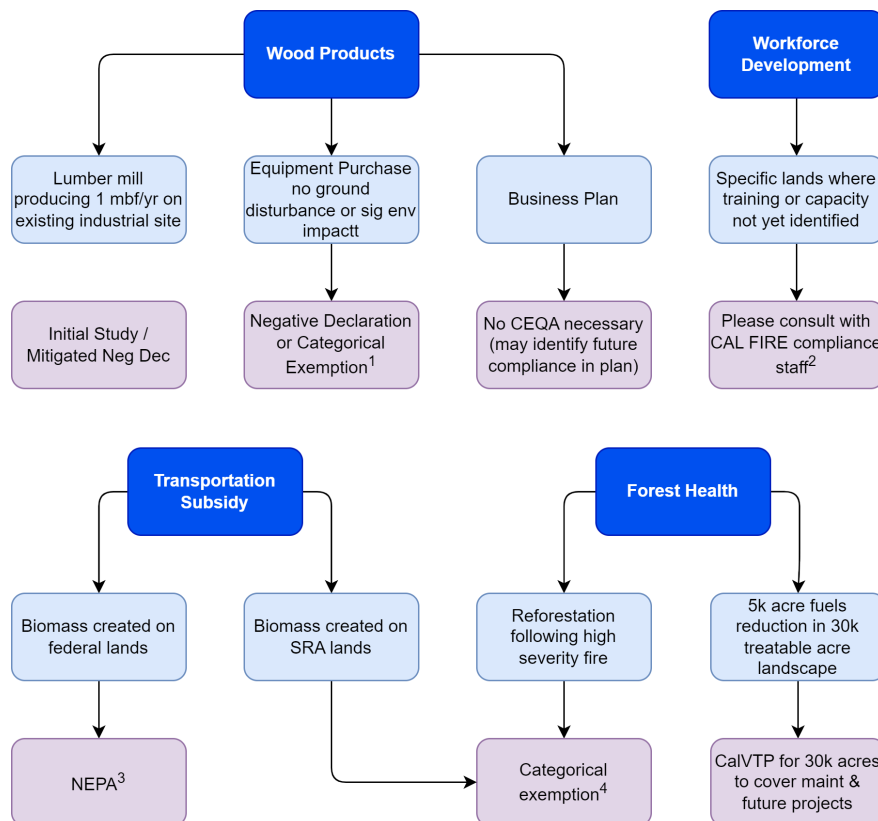 Wood Products
Workforce
Development
Lumber mill
producing 1 mbf/yr on
existing industrial site
Equipment Purchase
no ground
disturbance or sig env
impactt
Business Plan
Specific lands where
training or capacity
not yet identified
Initial Study /
Mitigated Neg Dec
Negative Declaration
or Categorical
Exemption1
No CEQA necessary
(may identify future
compliance in plan)
Please consult with
CAL FIRE compliance
staff2
Transportation
Subsidy
Forest Health
Biomass created on
federal lands
Biomass created on
SRA lands
Reforestation
following high
severity fire
5k acre fuels
reduction in 30k
treatable acre
landscape
NEPA3
Categorical
exemption4
CalVTP for 30k acres
to cover maint &
future projects